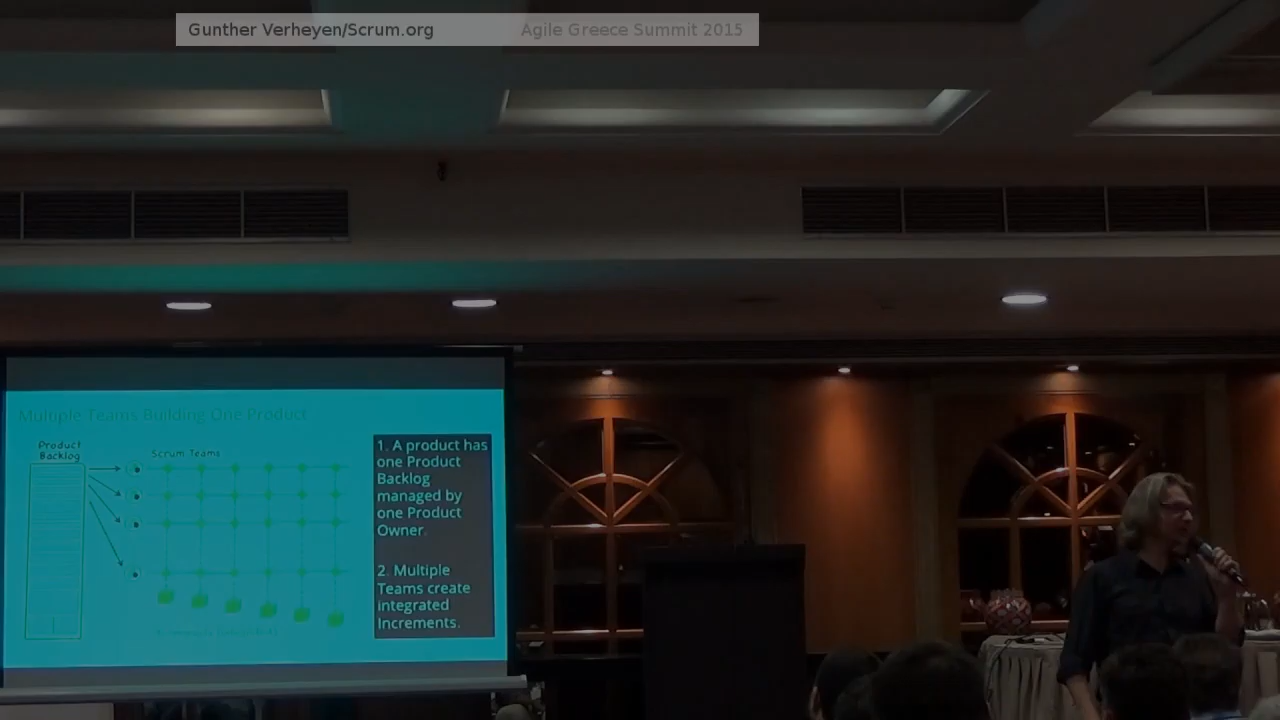 Gunther Verheyen/Scrum.org Agile Greece Summit 2015
Multiple Teams Building One Product
Product
Backlog
Scrum Teams
1. A product has
one Product
Backlog
managed by
one Product
Owner.
2. Multiple
Teams create
integrated
Increments.